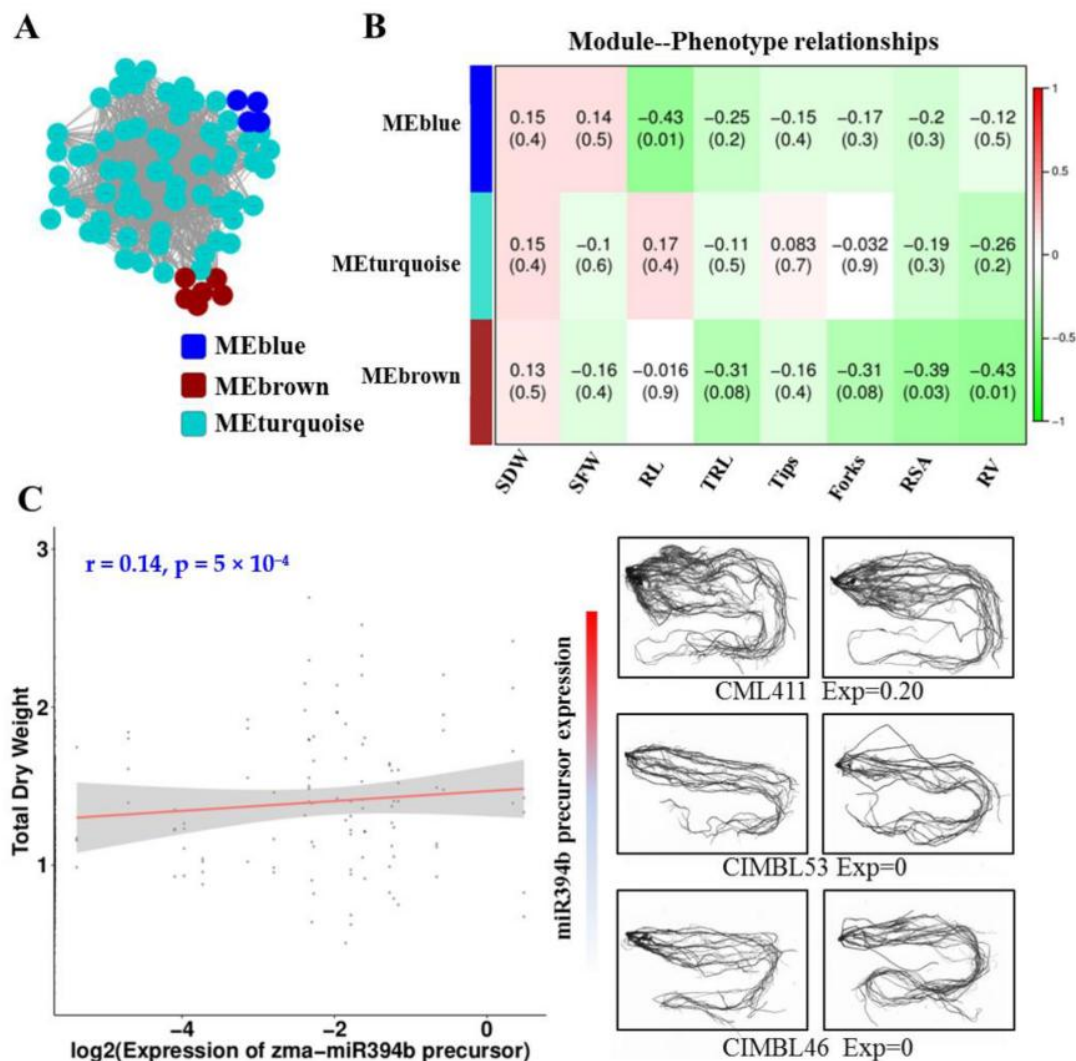 A
MEblue
MEbrown
MEturquoise
B
Module--Phenotype relationships
MEblue
0.15 0.14 −0.43 −0.25 −0.15 −0.17 −0.2 −0.12
(0.4) (0.5) (0.01) (0.2) (0.4) (0.3) (0.3) (0.5)
MEturquoise
0.15 −0.1 0.17 −0.11 0.083 −0.032 −0.19 −0.26
(0.4) (0.6) (0.4) (0.5) (0.7) (0.9) (0.3) (0.2)
MEbrown
0.13 −0.16 −0.016 −0.31 −0.16 −0.31 −0.39 −0.43
(0.5) (0.4) (0.9) (0.08) (0.4) (0.08) (0.03) (0.01)
SDW SFW RL TRL Tips Forks RSA RV
1
0.5
0
−0.5
−1
C
r = 0.14, p = 5 × 10⁻⁴
Total Dry Weight
3
2
1
−4 −2 0
log2(Expression of zma−miR394b precursor)
miR394b precursor expression
CML411 Exp=0.20
CIMBL53 Exp=0
CIMBL46 Exp=0